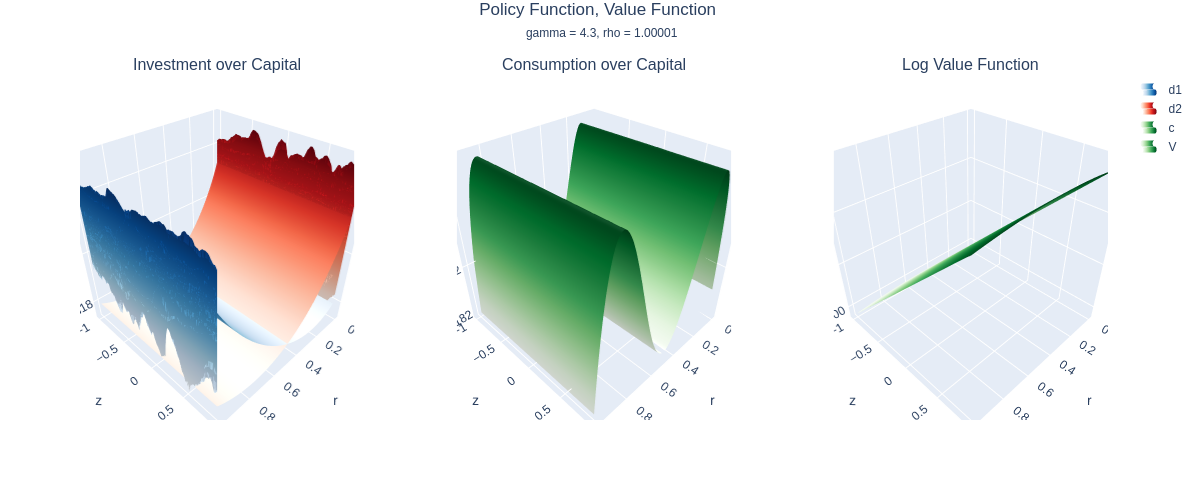 Policy Function, Value Function
gamma = 4.3, rho = 1.00001
Investment over Capital
Consumption over Capital
Log Value Function
d1
d2
c
V
−1
−0.5
0
0.5
z
0
0.2
0.4
0.6
0.8
r
−1
−0.5
0
0.5
z
0
0.2
0.4
0.6
0.8
r
−1
−0.5
0
0.5
z
0
0.2
0.4
0.6
0.8
r